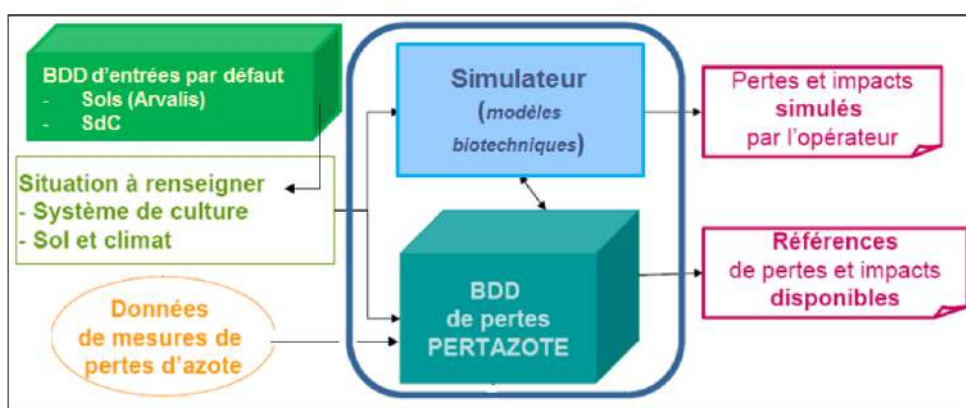 BDD d'entrées par défaut
- Sols (Arvalis)
- SdC
Situation à renseigner
- Système de culture
- Sol et climat
Données
de mesures de
pertes d'azote
Simulateur
(modèles
biotechniques)
BDD
de pertes
PERTAZOTE
Pertes et impacts
simulés
par l'opérateur
Références
de pertes et impacts
disponibles